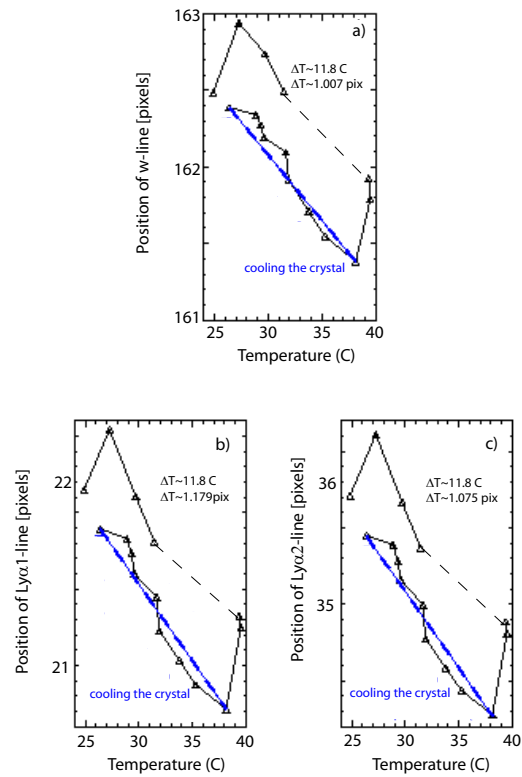 163
a)
ΔT~11.8 C
ΔT~1.007 pix
162
Position of w-line [pixels]
cooling the crystal
161
25 30 35 40
Temperature (C)
b)
22
ΔT~11.8 C
ΔT~1.179pix
Position of Lyα1-line [pixels]
21
cooling the crystal
25 30 35 40
Temperature (C)
c)
36
ΔT~11.8 C
ΔT~1.075 pix
Position of Lyα2-line [pixels]
35
cooling the crystal
25 30 35 40
Temperature (C)